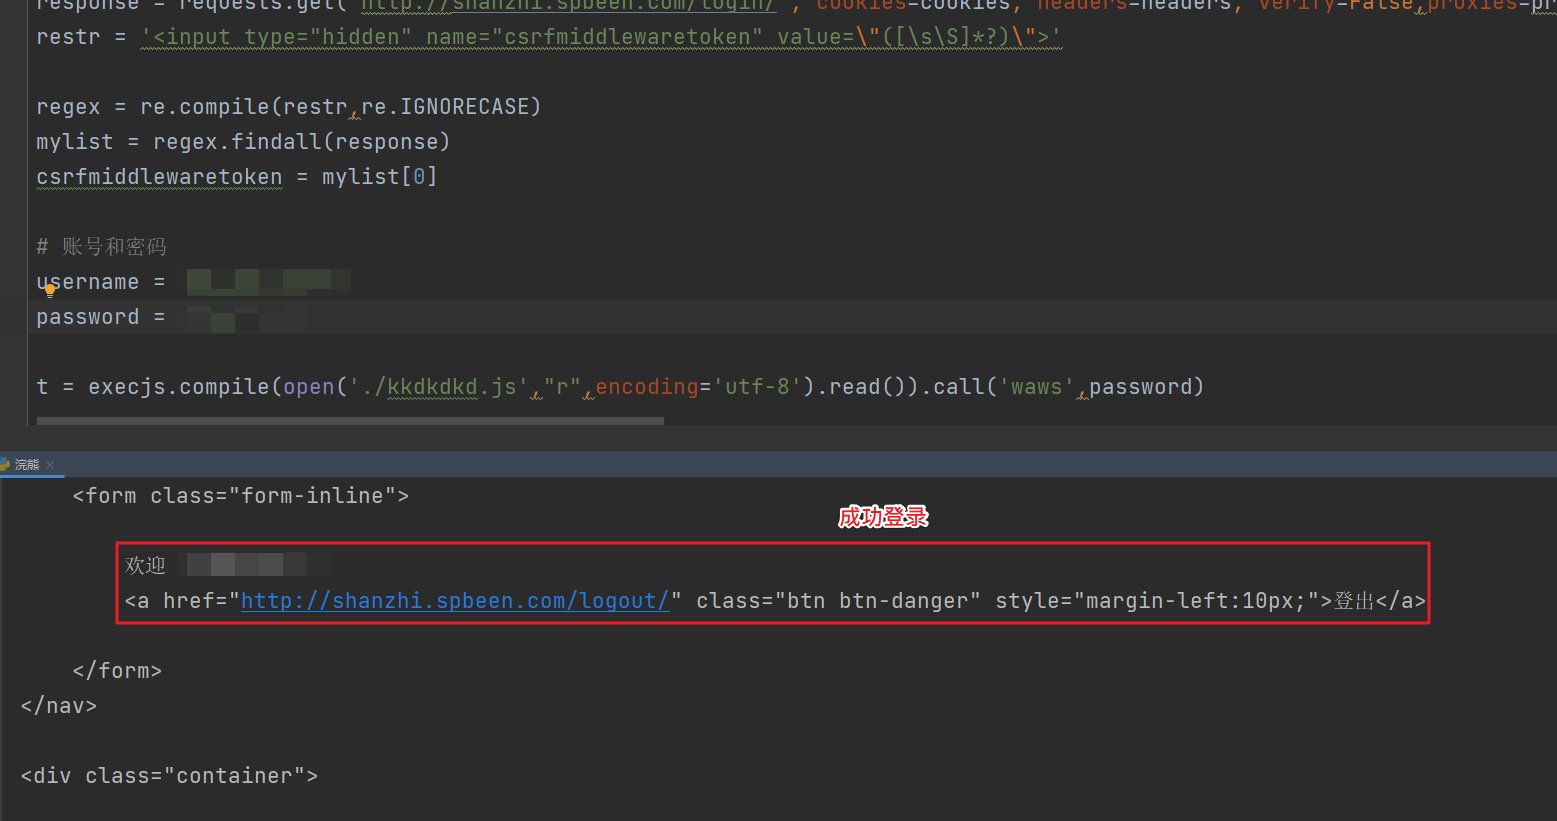 response = requests.get('http://shanzhi.spbeen.com/login/', cookies=cookies, headers=headers, verify=False,proxies=pr
restr = '<input type="hidden" name="csrfmiddlewaretoken" value=\"([\s\S]*?)\">'
regex = re.compile(restr,re.IGNORECASE)
mylist = regex.findall(response)
csrfmiddlewaretoken = mylist[0]
# 账号和密码
username =
password =
t = execjs.compile(open('./kkdkdkd.js',"r",encoding='utf-8').read()).call('waws',password)
浣熊
<form class="form-inline">
成功登录
欢迎
<a href="http://shanzhi.spbeen.com/logout/" class="btn btn-danger" style="margin-left:10px;">登出</a>
</form>
</nav>
<div class="container">